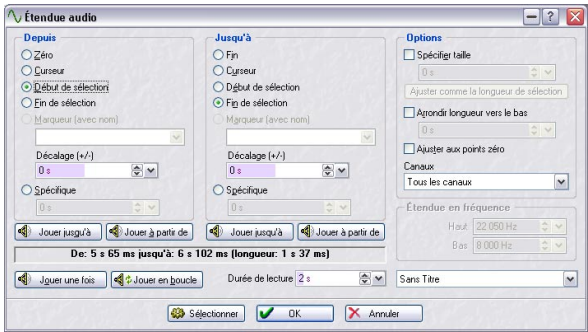 Étendue audio
Depuis
Zéro
Curseur
Début de sélection
Fin de sélection
Marqueur (avec nom)
Décalage (+/-)
0 s
Spécifique
0 s
Jouer jusqu'à
Jouer à partir de
Jusqu'à
Fin
Curseur
Début de sélection
Fin de sélection
Marqueur (avec nom)
Décalage (+/-)
0 s
Spécifique
0 s
Jouer jusqu'à
Jouer à partir de
Options
Spécifier taille
0 s
Ajuster comme la longueur de sélection
Arrondir longueur vers le bas
0 s
Ajuster aux points zéro
Canaux
Tous les canaux
Étendue en fréquence
Haut 22 050 Hz
Bas 8 000 Hz
De: 5 s 65 ms jusqu'à: 6 s 102 ms (longueur: 1 s 37 ms)
Jouer une fois
Jouer en boucle
Durée de lecture 2 s
Sans Titre
Sélectionner
OK
Annuler